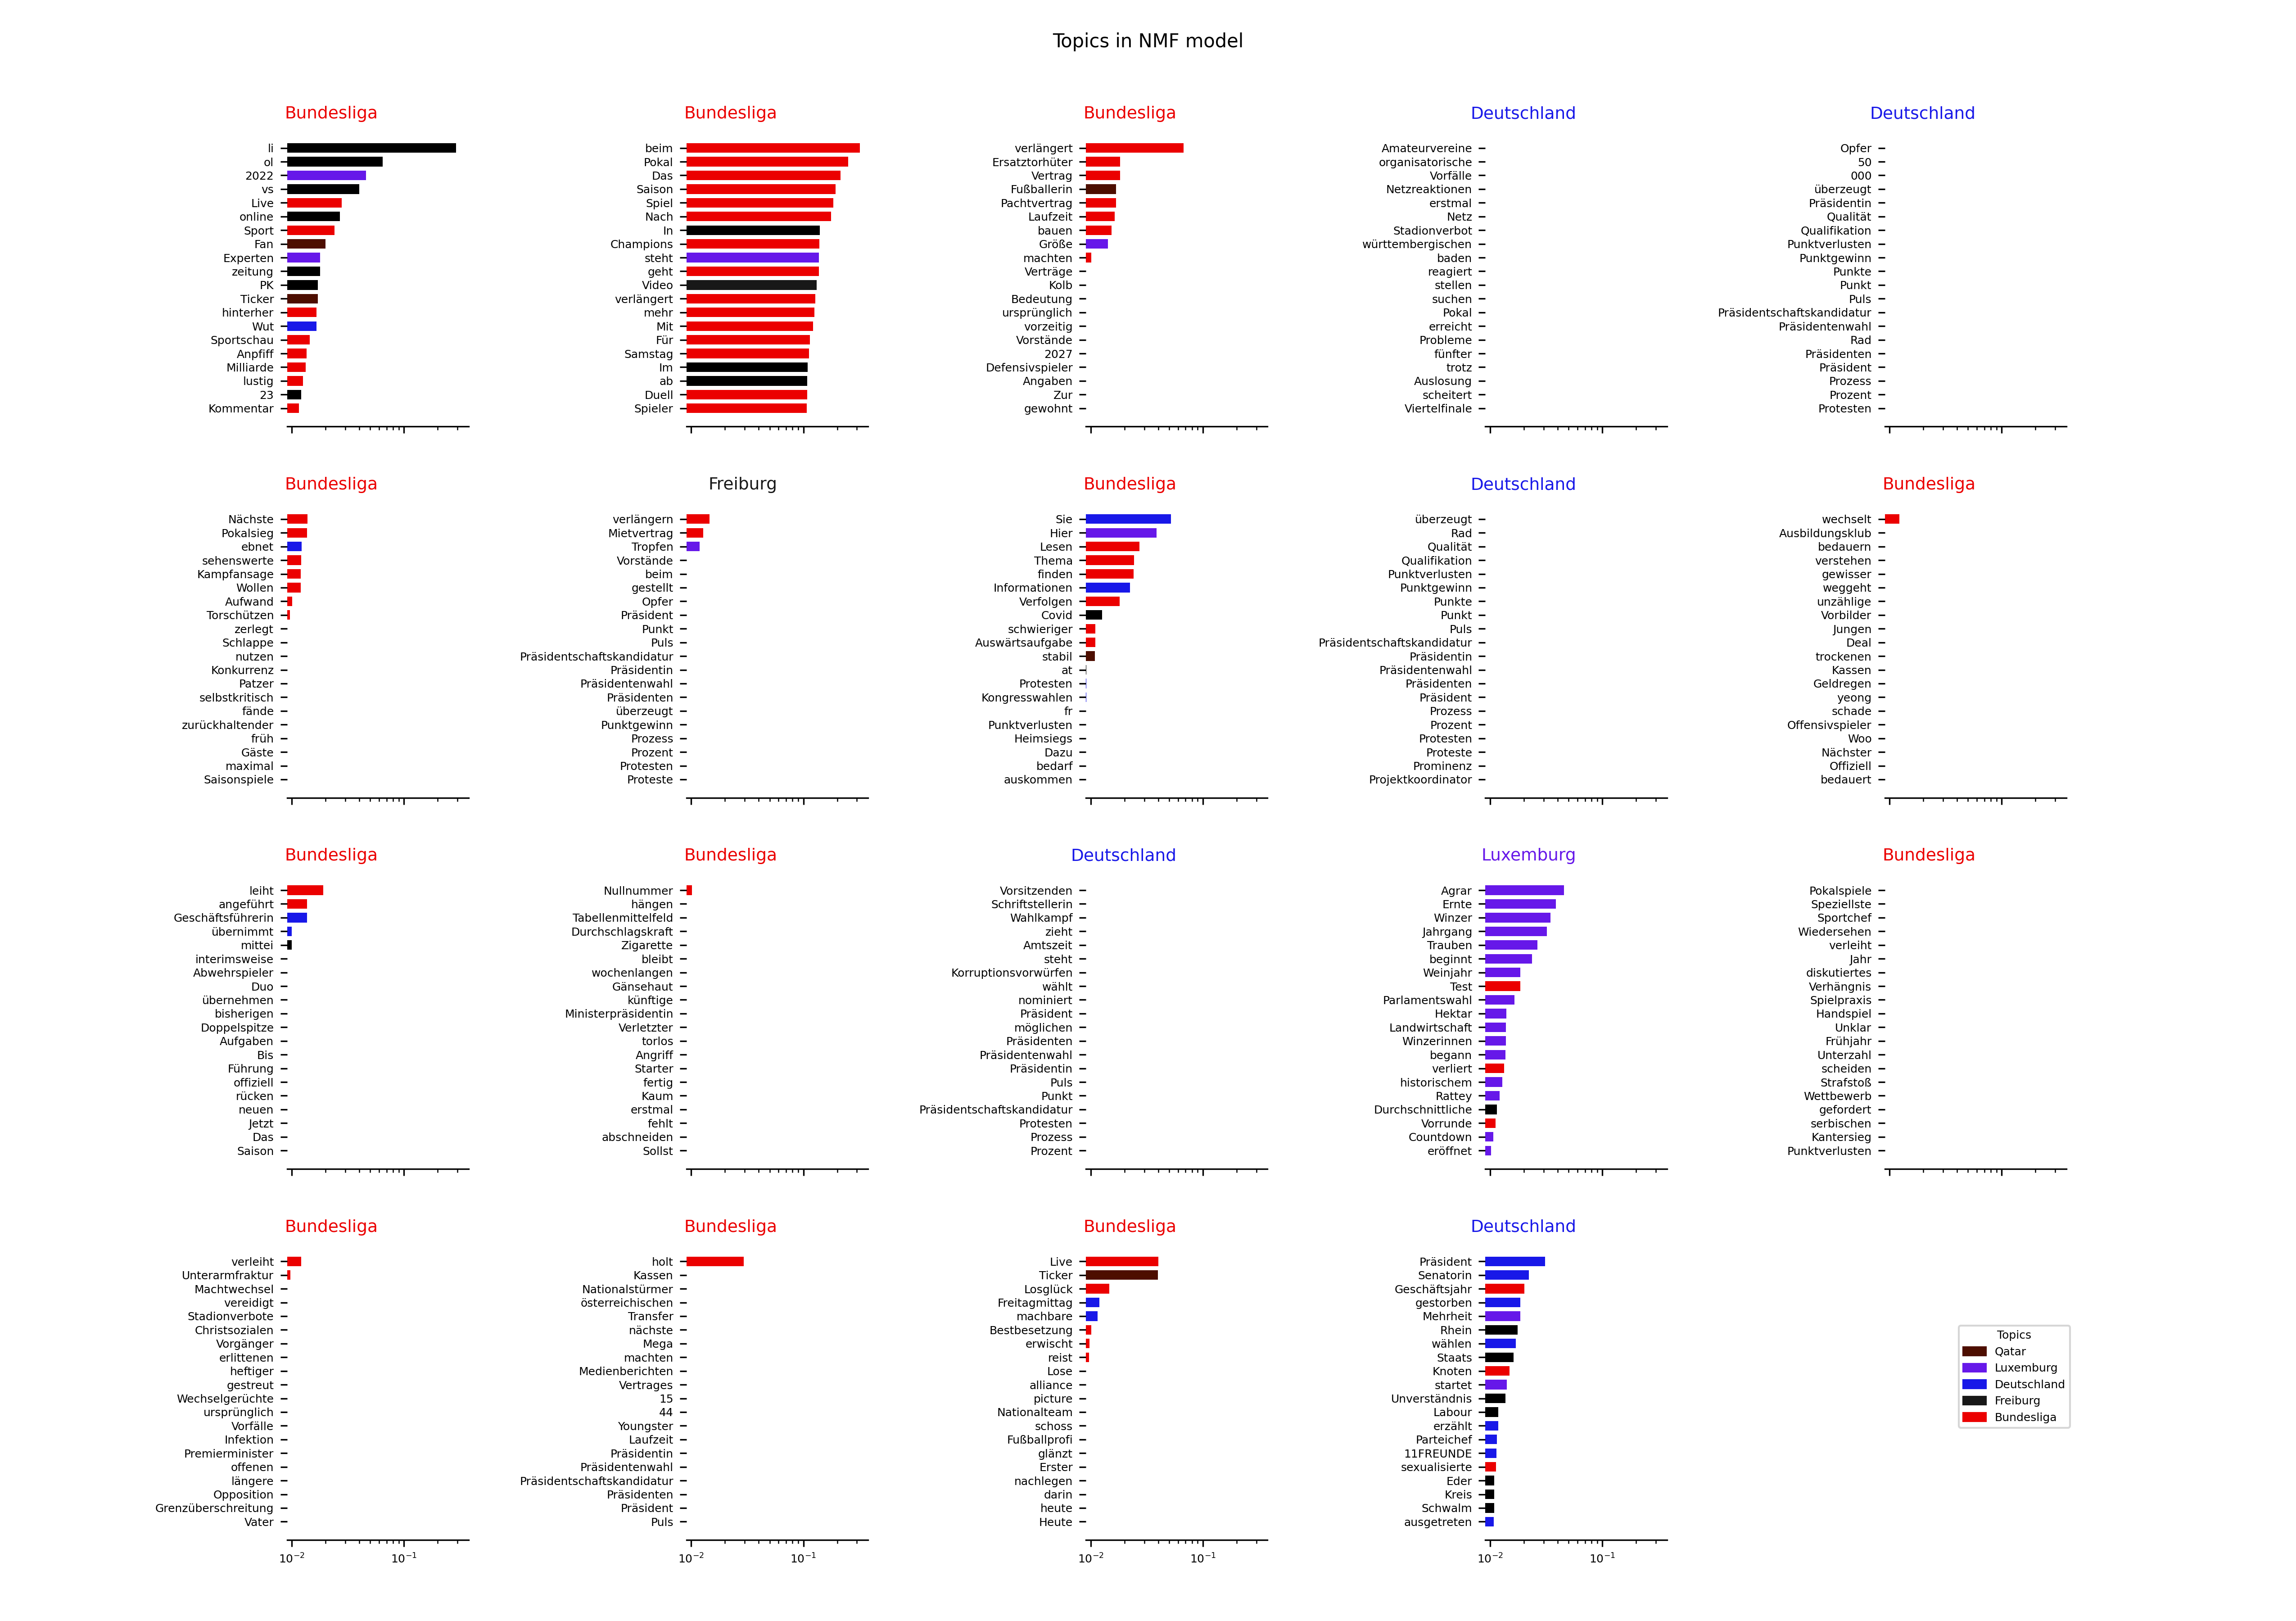 Topics in NMF model
Bundesliga
li
ol
2022
vs
Live
online
Sport
Fan
Experten
zeitung
PK
Ticker
hinterher
Wut
Sportschau
Anpfiff
Milliarde
lustig
23
Kommentar
Bundesliga
beim
Pokal
Das
Saison
Spiel
Nach
In
Champions
steht
geht
Video
verlängert
mehr
Mit
Für
Samstag
Im
ab
Duell
Spieler
Bundesliga
verlängert
Ersatztorhüter
Vertrag
Fußballerin
Pachtvertrag
Laufzeit
bauen
Größe
machten
Verträge
Kolb
Bedeutung
ursprünglich
vorzeitig
Vorstände
2027
Defensivspieler
Angaben
Zur
gewohnt
Deutschland
Amateurvereine
organisatorische
Vorfälle
Netzreaktionen
erstmal
Netz
Stadionverbot
württembergischen
baden
reagiert
stellen
suchen
Pokal
erreicht
Probleme
fünfter
trotz
Auslosung
scheitert
Viertelfinale
Deutschland
Opfer
50
000
überzeugt
Präsidentin
Qualität
Qualifikation
Punktverlusten
Punktgewinn
Punkte
Punkt
Puls
Präsidentschaftskandidatur
Präsidentenwahl
Rad
Präsidenten
Präsident
Prozess
Prozent
Protesten
Bundesliga
Nächste
Pokalsieg
ebnet
sehenswerte
Kampfansage
Wollen
Aufwand
Torschützen
zerlegt
Schlappe
nutzen
Konkurrenz
Patzer
selbstkritisch
fände
zurückhaltender
früh
Gäste
maximal
Saisonspiele
Freiburg
verlängern
Mietvertrag
Tropfen
Vorstände
beim
gestellt
Opfer
Präsident
Punkt
Puls
Präsidentschaftskandidatur
Präsidentin
Präsidentenwahl
Präsidenten
überzeugt
Punktgewinn
Prozess
Prozent
Protesten
Proteste
Bundesliga
Sie
Hier
Lesen
Thema
finden
Informationen
Verfolgen
Covid
schwieriger
Auswärtsaufgabe
stabil
at
Protesten
Kongresswahlen
fr
Punktverlusten
Heimsiegs
Dazu
bedarf
auskommen
Deutschland
überzeugt
Rad
Qualität
Qualifikation
Punktverlusten
Punktgewinn
Punkte
Punkt
Puls
Präsidentschaftskandidatur
Präsidentin
Präsidentenwahl
Präsidenten
Präsident
Prozess
Prozent
Protesten
Proteste
Prominenz
Projektkoordinator
Bundesliga
wechselt
Ausbildungsklub
bedauern
verstehen
gewisser
weggeht
unzählige
Vorbilder
Jungen
Deal
trockenen
Kassen
Geldregen
yeong
schade
Offensivspieler
Woo
Nächster
Offiziell
bedauert
Bundesliga
leiht
angeführt
Geschäftsführerin
übernimmt
mittei
interimsweise
Abwehrspieler
Duo
übernehmen
bisherigen
Doppelspitze
Aufgaben
Bis
Führung
offiziell
rücken
neuen
Jetzt
Das
Saison
Bundesliga
Nullnummer
hängen
Tabellenmittelfeld
Durchschlagskraft
Zigarette
bleibt
wochenlangen
Gänsehaut
künftige
Ministerpräsidentin
Verletzter
torlos
Angriff
Starter
fertig
Kaum
erstmal
fehlt
abschneiden
Sollst
Deutschland
Vorsitzenden
Schriftstellerin
Wahlkampf
zieht
Amtszeit
steht
Korruptionsvorwürfen
wählt
nominiert
Präsident
möglichen
Präsidenten
Präsidentenwahl
Präsidentin
Puls
Punkt
Präsidentschaftskandidatur
Protesten
Prozess
Prozent
Luxemburg
Agrar
Ernte
Winzer
Jahrgang
Trauben
beginnt
Weinjahr
Test
Parlamentswahl
Hektar
Landwirtschaft
Winzerinnen
begann
verliert
historischem
Rattey
Durchschnittliche
Vorrunde
Countdown
eröffnet
Bundesliga
Pokalspiele
Speziellste
Sportchef
Wiedersehen
verleiht
Jahr
diskutiertes
Verhängnis
Spielpraxis
Handspiel
Unklar
Frühjahr
Unterzahl
scheiden
Strafstoß
Wettbewerb
gefordert
serbischen
Kantersieg
Punktverlusten
Bundesliga
verleiht
Unterarmfraktur
Machtwechsel
vereidigt
Stadionverbote
Christsozialen
Vorgänger
erlittenen
heftiger
gestreut
Wechselgerüchte
ursprünglich
Vorfälle
Infektion
Premierminister
offenen
längere
Opposition
Grenzüberschreitung
Vater
10⁻² 10⁻¹
Bundesliga
holt
Kassen
Nationalstürmer
österreichischen
Transfer
nächste
Mega
machten
Medienberichten
Vertrages
15
44
Youngster
Laufzeit
Präsidentin
Präsidentenwahl
Präsidentschaftskandidatur
Präsidenten
Präsident
Puls
10⁻² 10⁻¹
Bundesliga
Live
Ticker
Losglück
Freitagmittag
machbare
Bestbesetzung
erwischt
reist
Lose
alliance
picture
Nationalteam
schoss
Fußballprofi
glänzt
Erster
nachlegen
darin
heute
Heute
10⁻² 10⁻¹
Deutschland
Präsident
Senatorin
Geschäftsjahr
gestorben
Mehrheit
Rhein
wählen
Staats
Knoten
startet
Unverständnis
Labour
erzählt
Parteichef
11FREUNDE
sexualisierte
Eder
Kreis
Schwalm
ausgetreten
10⁻² 10⁻¹
Topics
Qatar
Luxemburg
Deutschland
Freiburg
Bundesliga